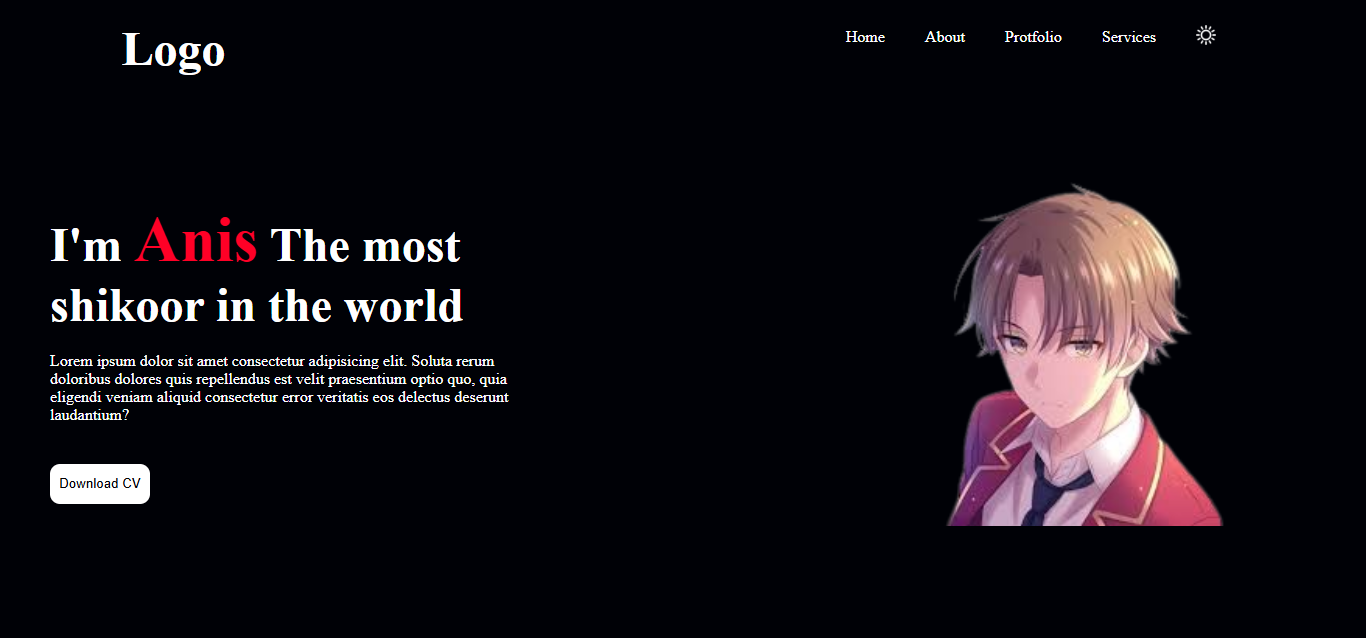 Logo
Home About Protfolio Services
I'm Anis The most
shikoor in the world
Lorem ipsum dolor sit amet consectetur adipisicing elit. Soluta rerum
doloribus dolores quis repellendus est velit praesentium optio quo, quia
eligendi veniam aliquid consectetur error veritatis eos delectus deserunt
laudantium?
Download CV